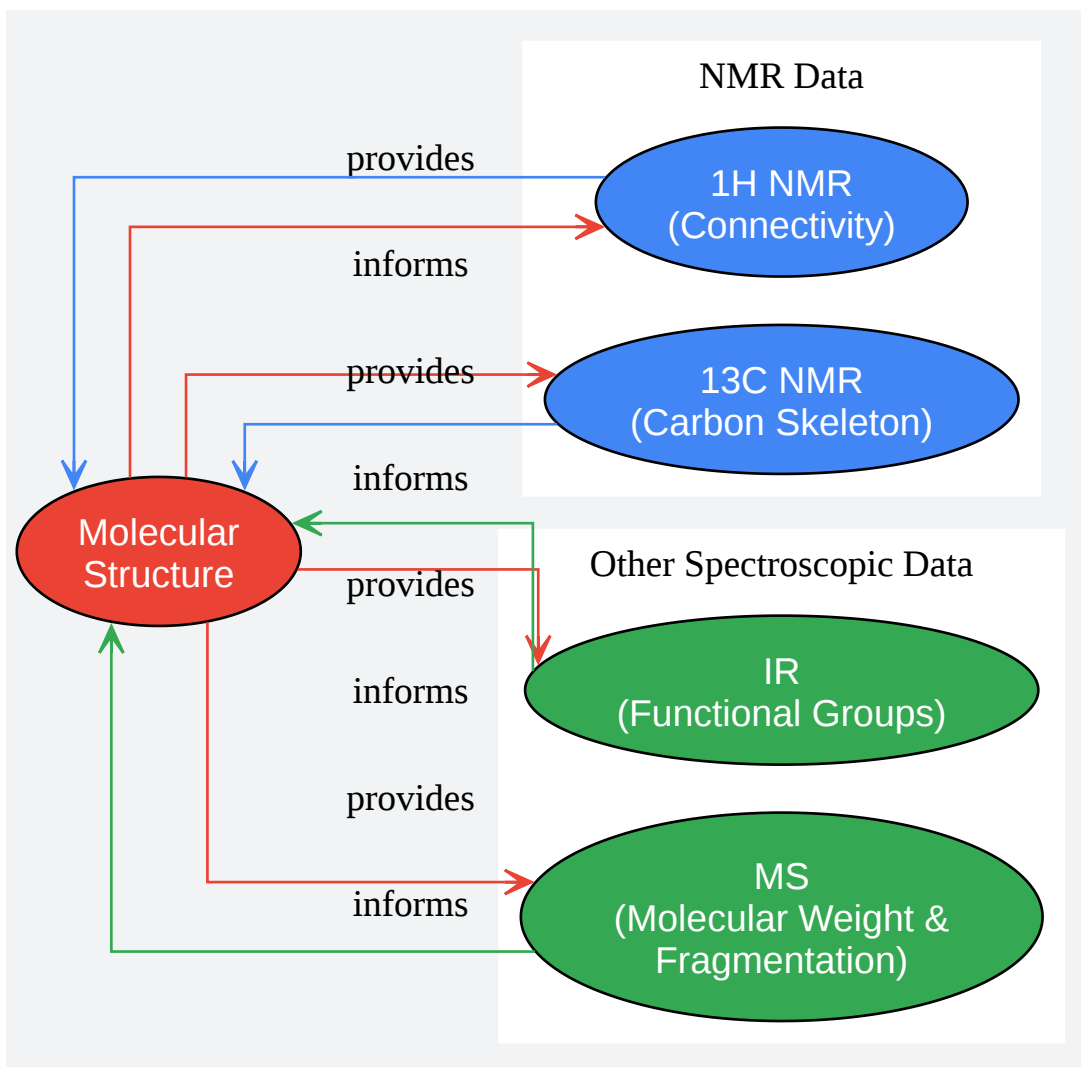 NMR Data
provides
1H NMR
(Connectivity)
informs
provides
13C NMR
(Carbon Skeleton)
informs
Molecular
Structure
Other Spectroscopic Data
provides
IR
(Functional Groups)
informs
provides
MS
(Molecular Weight &
Fragmentation)
informs